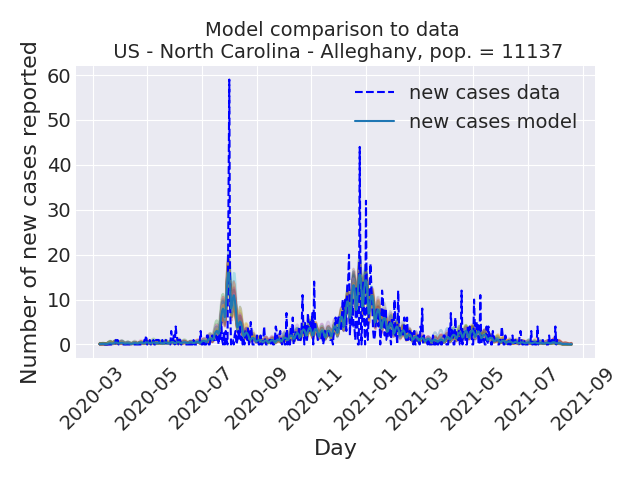 Model comparison to data
US - North Carolina - Alleghany, pop. = 11137
Number of new cases reported
60
50
40
30
20
10
0
new cases data
new cases model
2020-03
2020-05
2020-07
2020-09
2020-11
2021-01
2021-03
2021-05
2021-07
2021-09
Day